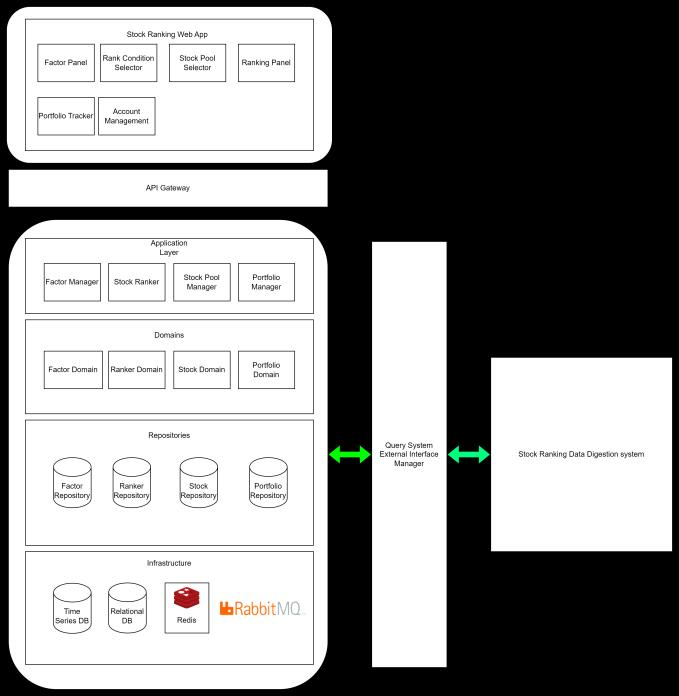 Stock Ranking Web App
Factor Panel
Rank Condition
Selector
Stock Pool
Selector
Ranking Panel
Portfolio Tracker
Account
Management
API Gateway
Application
Layer
Factor Manager
Stock Ranker
Stock Pool
Manager
Portfolio
Manager
Domains
Factor Domain
Ranker Domain
Stock Domain
Portfolio
Domain
Repositories
Factor
Repository
Ranker
Repository
Stock
Repository
Portfolio
Repository
Infrastructure
Time
Series DB
Relational
DB
Redis
RabbitMQ
Query System
External Interface
Manager
Stock Ranking Data Digestion system